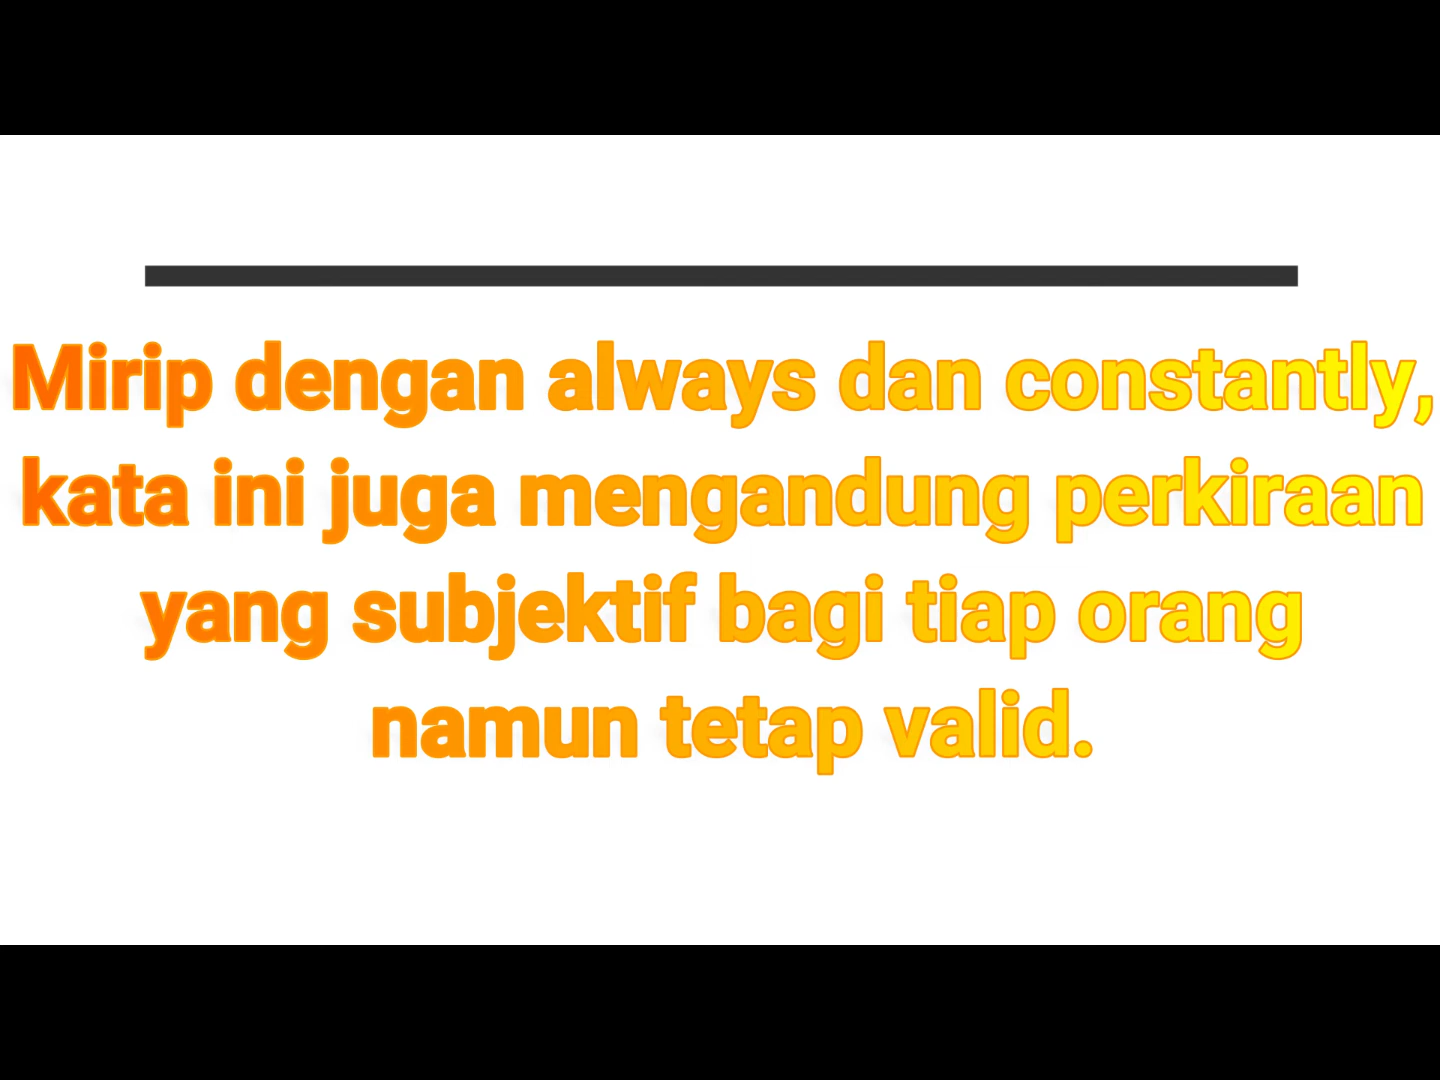 Mirip dengan always dan constantly,
kata ini juga mengandung perkiraan
yang subjektif bagi tiap orang
namun tetap valid.